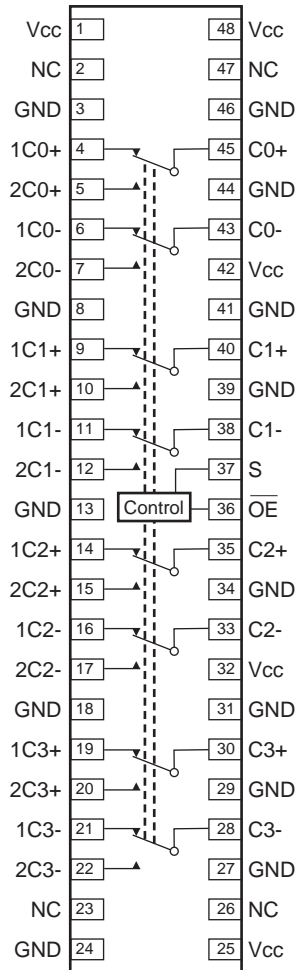 Vcc 1 48 Vcc
NC 2 47 NC
GND 3 46 GND
1C0+ 4 45 C0+
2C0+ 5 44 GND
1C0- 6 43 C0-
2C0- 7 42 Vcc
GND 8 41 GND
1C1+ 9 40 C1+
2C1+ 10 39 GND
1C1- 11 38 C1-
2C1- 12 37 S
GND 13 Control 36 O̅E̅
1C2+ 14 35 C2+
2C2+ 15 34 GND
1C2- 16 33 C2-
2C2- 17 32 Vcc
GND 18 31 GND
1C3+ 19 30 C3+
2C3+ 20 29 GND
1C3- 21 28 C3-
2C3- 22 27 GND
NC 23 26 NC
GND 24 25 Vcc